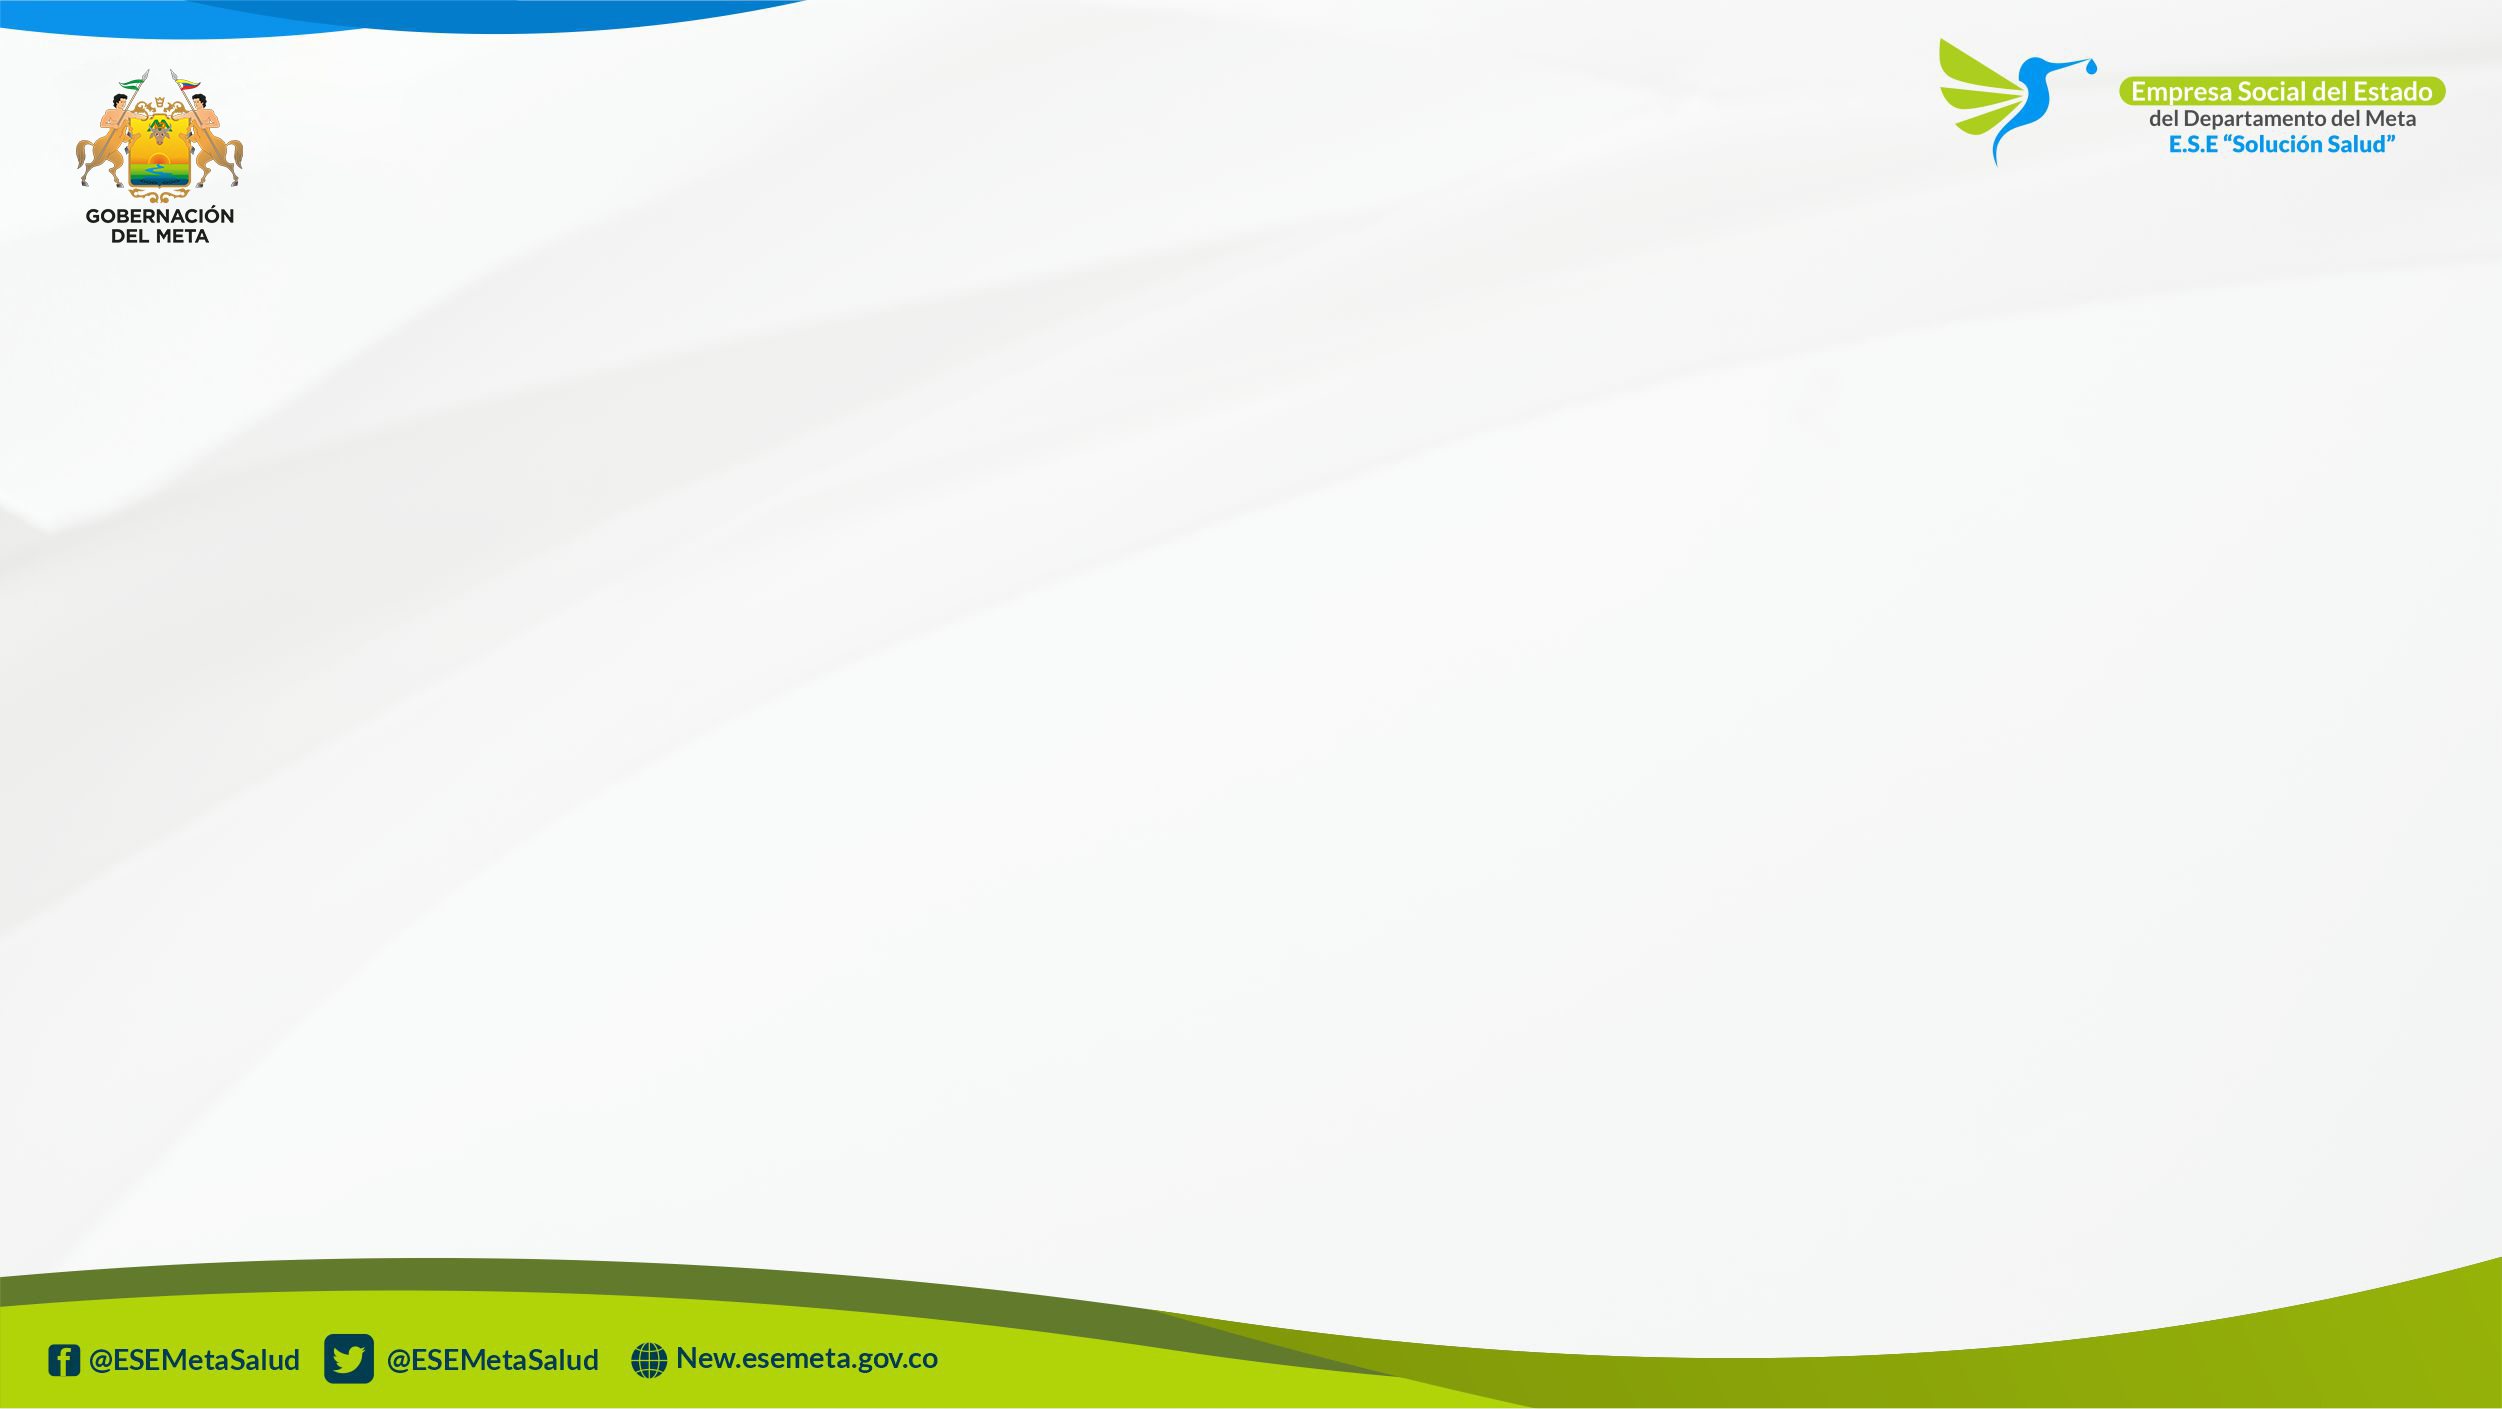 GOBERNACIÓN
DEL META
Empresa Social del Estado
del Departamento del Meta
E.S.E “Solución Salud”
@ESEMetaSalud @ESEMetaSalud New.esemeta.gov.co